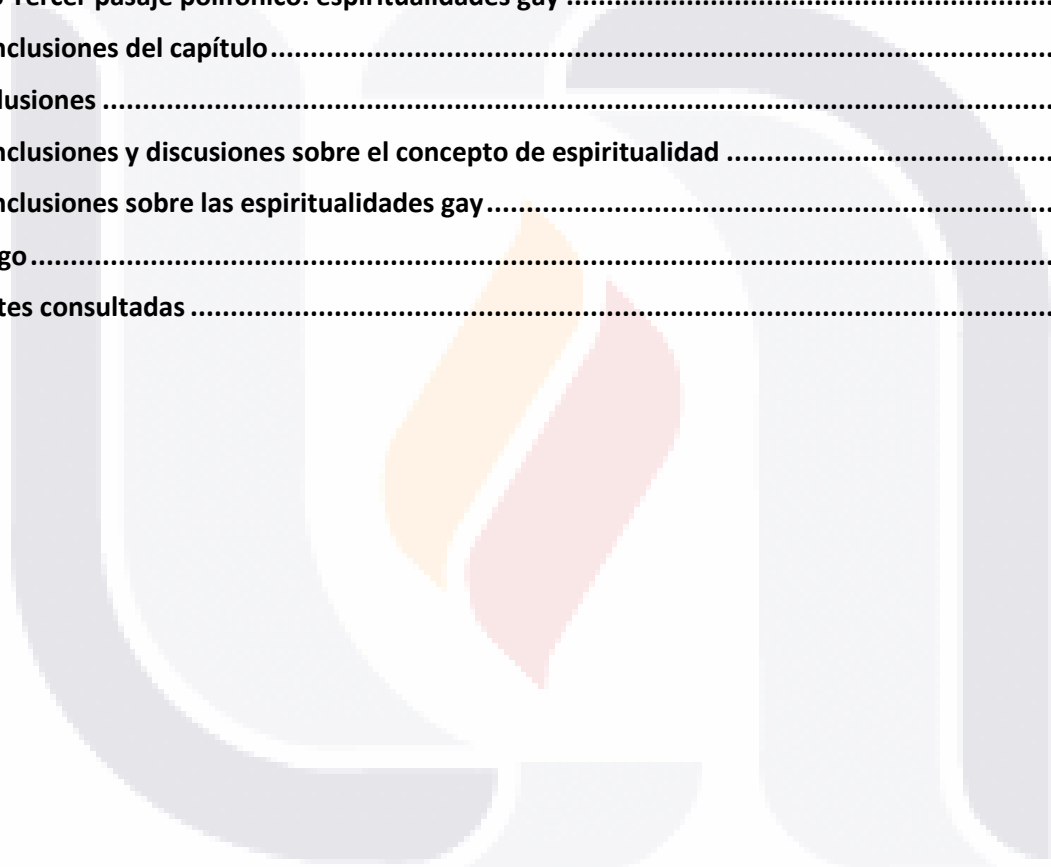 Tercer pasaje polifónico: espiritualidades gay ..........................................................................
nclusiones del capítulo..........................................................................................................................
lusiones ..................................................................................................................................................
nclusiones y discusiones sobre el concepto de espiritualidad ..................................................
nclusiones sobre las espiritualidades gay.......................................................................................
go............................................................................................................................................................
tes consultadas .....................................................................................................................................